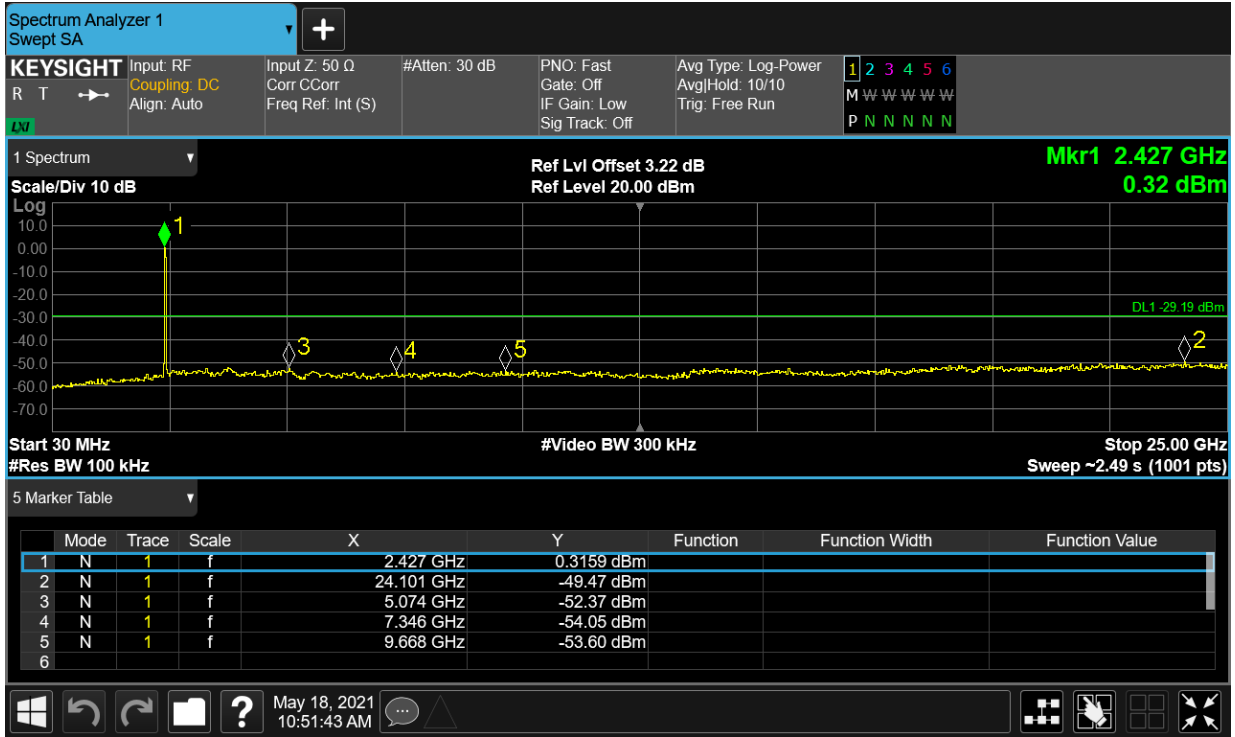 Spectrum Analyzer 1
Swept SA
KEYSIGHT
R T
LXI
Input: RF
Coupling: DC
Align: Auto
Input Z: 50 Ω
Corr CCorr
Freq Ref: Int (S)
#Atten: 30 dB
PNO: Fast
Gate: Off
IF Gain: Low
Sig Track: Off
Avg Type: Log-Power
Avg|Hold: 10/10
Trig: Free Run
1 2 3 4 5 6
M W W W W W
P N N N N N
1 Spectrum
Scale/Div 10 dB
Ref Lvl Offset 3.22 dB
Ref Level 20.00 dBm
Mkr1 2.427 GHz
0.32 dBm
Log
10.0
0.00
-10.0
-20.0
-30.0
-40.0
-50.0
-60.0
-70.0
1
3
4
5
2
DL1 -29.19 dBm
Start 30 MHz
#Res BW 100 kHz
#Video BW 300 kHz
Stop 25.00 GHz
Sweep ~2.49 s (1001 pts)
5 Marker Table
Mode Trace Scale X Y Function Function Width Function Value
1 N 1 f 2.427 GHz 0.3159 dBm
2 N 1 f 24.101 GHz -49.47 dBm
3 N 1 f 5.074 GHz -52.37 dBm
4 N 1 f 7.346 GHz -54.05 dBm
5 N 1 f 9.668 GHz -53.60 dBm
6
May 18, 2021
10:51:43 AM